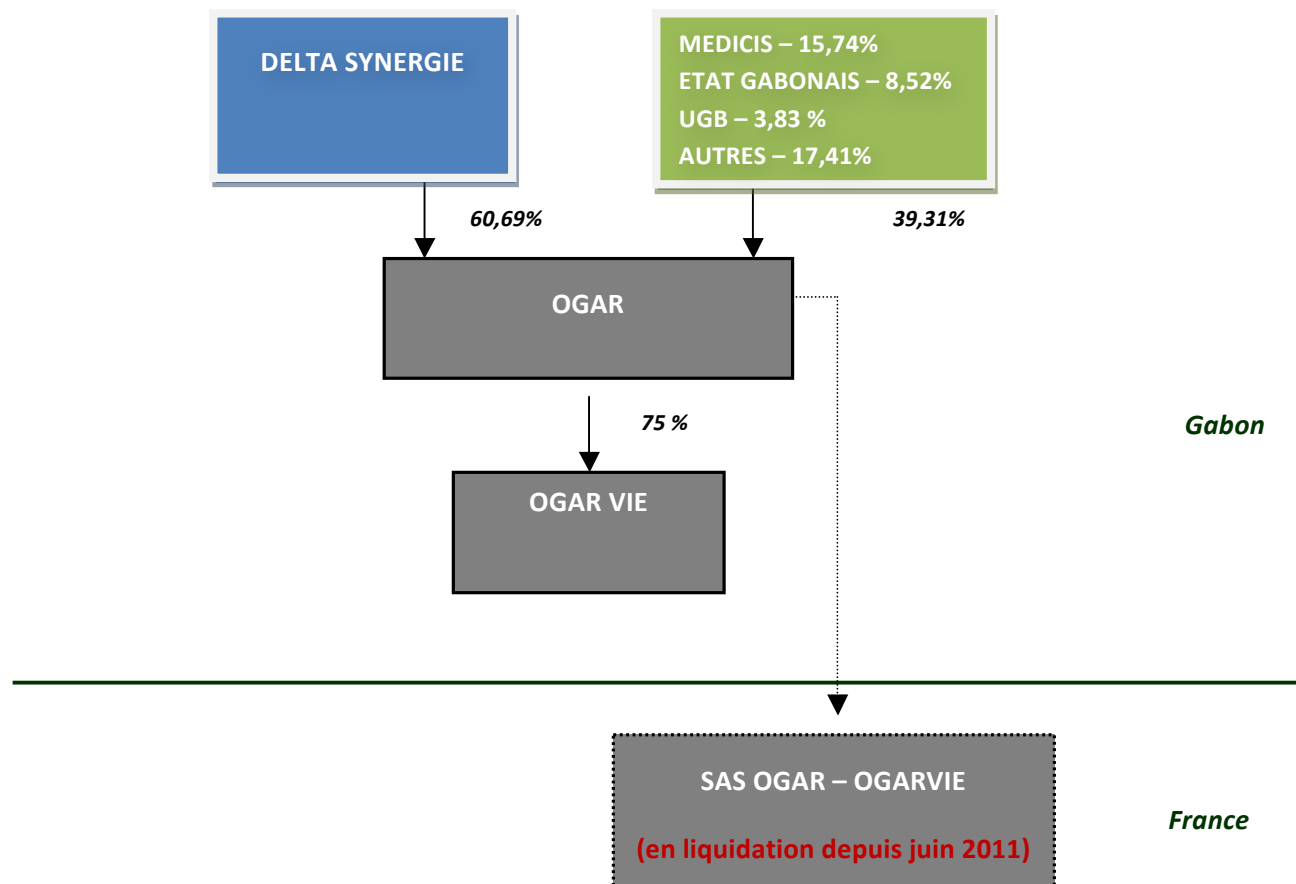 DELTA SYNERGIE
MEDICIS – 15,74%
ETAT GABONAIS – 8,52%
UGB – 3,83 %
AUTRES – 17,41%
60,69%
39,31%
OGAR
75 %
Gabon
OGAR VIE
SAS OGAR – OGARVIE
France
(en liquidation depuis juin 2011)